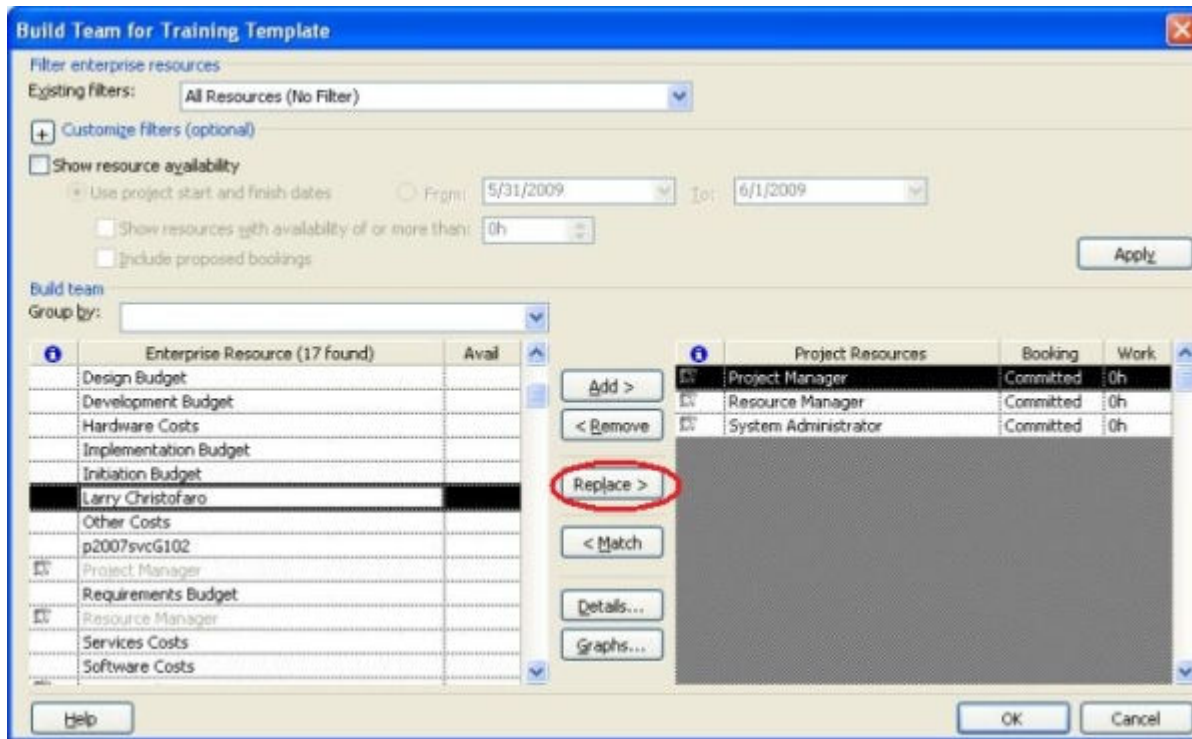 Build Team for Training Template
Filter enterprise resources
Existing filters: All Resources (No Filter)
+ Customize filters (optional)
Show resource availability
Use project start and finish dates From: 5/31/2009 To: 6/1/2009
Show resources with availability of or more than: 0h
Include proposed bookings
Apply
Build team
Group by:
Enterprise Resource (17 found) Avail
Design Budget
Development Budget
Hardware Costs
Implementation Budget
Initiation Budget
Larry Christofaro
Other Costs
p2007svcG102
Project Manager
Requirements Budget
Resource Manager
Services Costs
Software Costs
Add >
< Remove
Replace >
< Match
Details...
Graphs...
Project Resources Booking Work
Project Manager Committed 0h
Resource Manager Committed 0h
System Administrator Committed 0h
Help OK Cancel